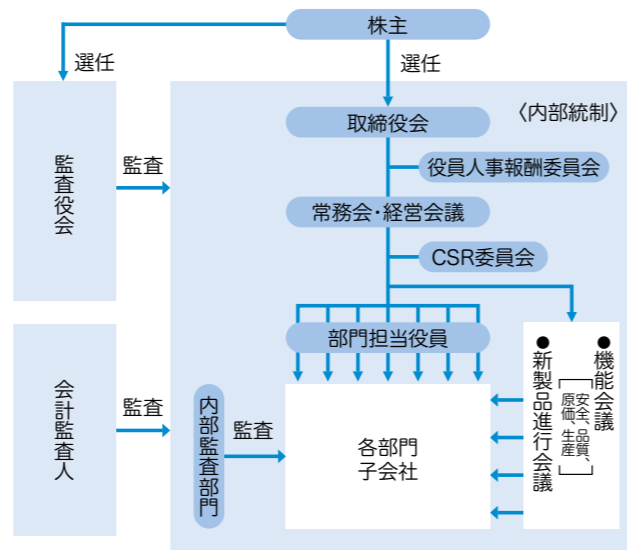 株主
選任
選任
〈内部統制〉
取締役会
役員人事報酬委員会
監査役会
監査
常務会・経営会議
CSR委員会
部門担当役員
●機能会議
安全、品質、
原価、生産
●新製品進行会議
会計監査人
監査
内部監査部門
監査
各部門
子会社